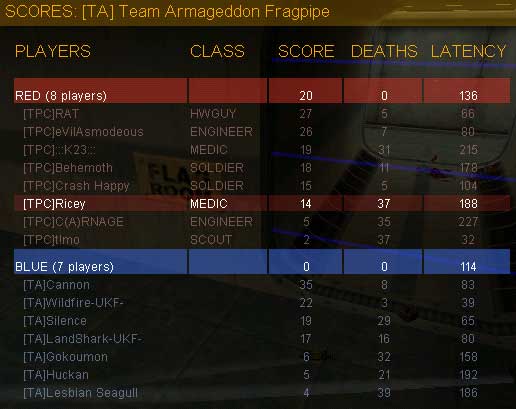 SCORES: [TA] Team Armageddon Fragpipe
PLAYERS CLASS SCORE DEATHS LATENCY
RED (8 players) 20 0 136
[TPC]RAT HWGUY 27 5 66
[TPC]eVilAsmodeous ENGINEER 26 7 80
[TPC]:::K23::: MEDIC 19 31 215
[TPC]Behemoth SOLDIER 18 11 178
[TPC]Crash Happy SOLDIER 15 5 104
[TPC]Ricey MEDIC 14 37 188
[TPC]C(A)RNAGE ENGINEER 5 35 227
[TPC]tImo SCOUT 2 37 32
BLUE (7 players) 0 0 114
[TA]Cannon 35 8 83
[TA]Wildfire-UKF- 22 3 39
[TA]Silence 19 29 65
[TA]LandShark-UKF- 17 16 80
[TA]Gokoumon 6 32 158
[TA]Huckan 5 21 192
[TA]Lesbian Seagull 4 39 186